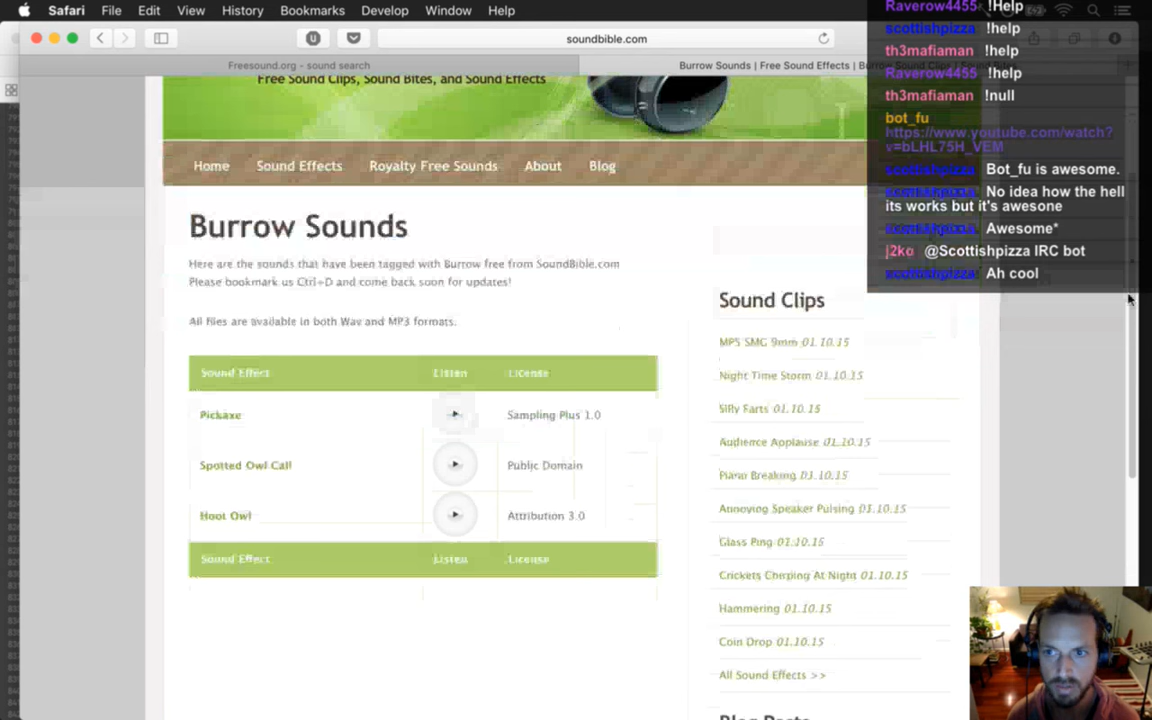 Safari File Edit View History Bookmarks Develop Window Help
soundbible.com
Freesound.org - sound search
Burrow Sounds | Free Sound Effects |
Free Sound Clips, Sound Bites, and Sound Effects
Home Sound Effects Royalty Free Sounds About Blog
Burrow Sounds
Here are the sounds that have been tagged with Burrow free from SoundBible.com
Please bookmark us Ctrl+D and come back soon for updates!
All files are available in both Wav and MP3 formats.
Sound Effect Listen License
Pickaxe Sampling Plus 1.0
Spotted Owl Call Public Domain
Hoot Owl Attribution 3.0
Sound Effect Listen License
Sound Clips
MP5 SMG 9mm 01.10.15
Night Time Storm 01.10.15
Silly Farts 01.10.15
Audience Applause 01.10.15
Piano Breaking 01.10.15
Annoying Speaker Pulsing 01.10.15
Glass Ping 01.10.15
Crickets Chirping At Night 01.10.15
Hammering 01.10.15
Coin Drop 01.10.15
All Sound Effects >>
Blog Posts
Raverow4455 !Help
scottishpizza !help
th3mafiaman !help
Raverow4455 !help
th3mafiaman !null
bot_fu
https://www.youtube.com/watch?
v=bLHL75H_VEM
scottishpizza Bot_fu is awesome.
scottishpizza No idea how the hell
its works but it's awesone
scottishpizza Awesome*
j2ko @Scottishpizza IRC bot
scottishpizza Ah cool